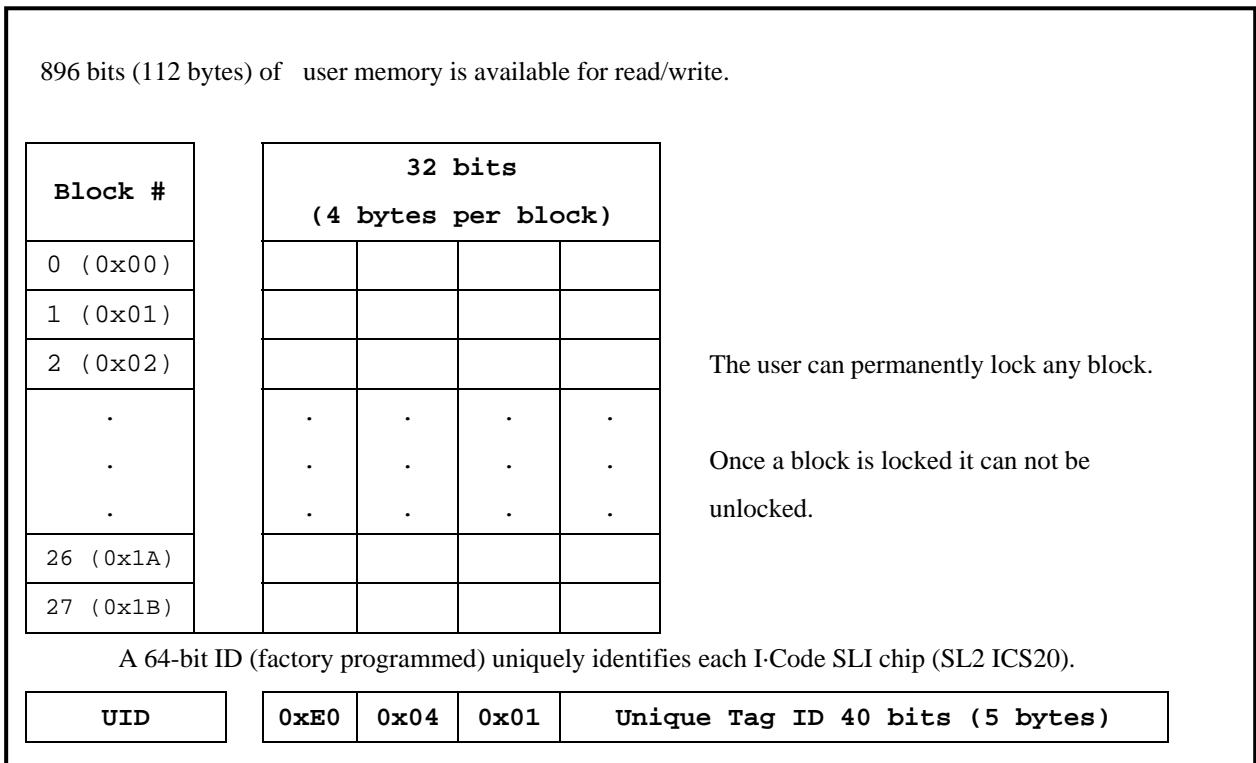 896 bits (112 bytes) of user memory is available for read/write.
Block #
32 bits
(4 bytes per block)
0 (0x00)
1 (0x01)
2 (0x02)
The user can permanently lock any block.
. . . . .
. . . . .
Once a block is locked it can not be
. . . . .
unlocked.
26 (0x1A)
27 (0x1B)
A 64-bit ID (factory programmed) uniquely identifies each I·Code SLI chip (SL2 ICS20).
UID 0xE0 0x04 0x01 Unique Tag ID 40 bits (5 bytes)